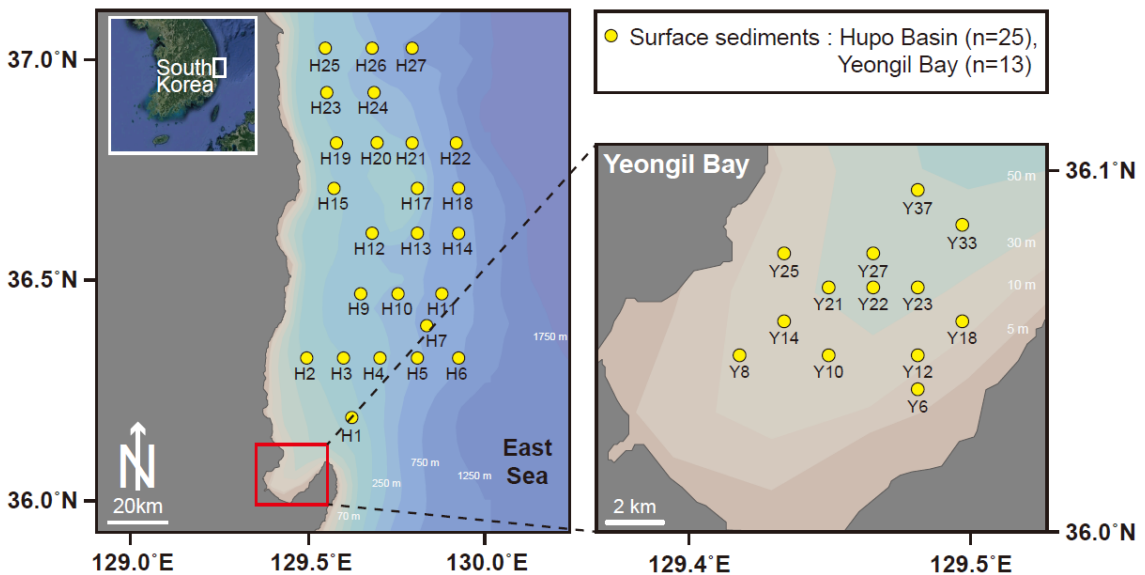 37.0˚N
36.5˚N
36.0˚N
129.0˚E
129.5˚E
130.0˚E
South
Korea
H25 H26 H27
H23 H24
H19 H20 H21 H22
H15 H17 H18
H12 H13 H14
H9 H10 H11
H7
H2 H3 H4 H5 H6
H1
1750 m
1250 m
750 m
250 m
70 m
East
Sea
N
20km
Surface sediments : Hupo Basin (n=25),
Yeongil Bay (n=13)
Yeongil Bay
Y37
Y33
Y25 Y27
Y21 Y22 Y23
Y14 Y18
Y8 Y10 Y12
Y6
50 m
30 m
10 m
5 m
2 km
36.1˚N
36.0˚N
129.4˚E
129.5˚E